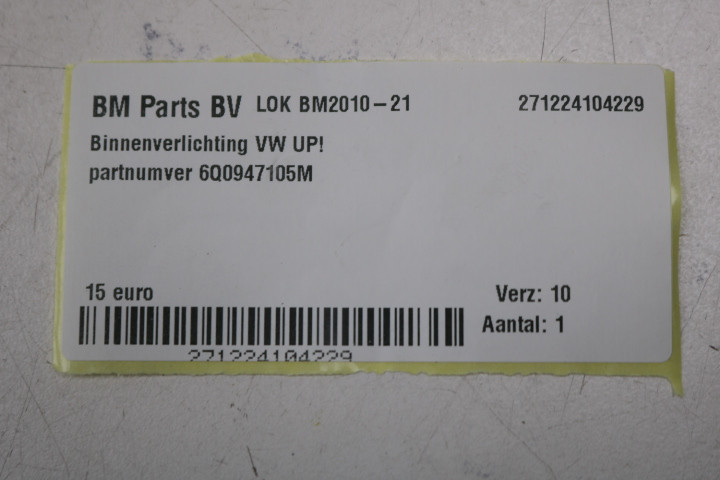 BM Parts BV LOK BM2010-21 271224104229
Binnenverlichting VW UP!
partnumver 6Q0947105M
15 euro Verz: 10
Aantal: 1
271224104229